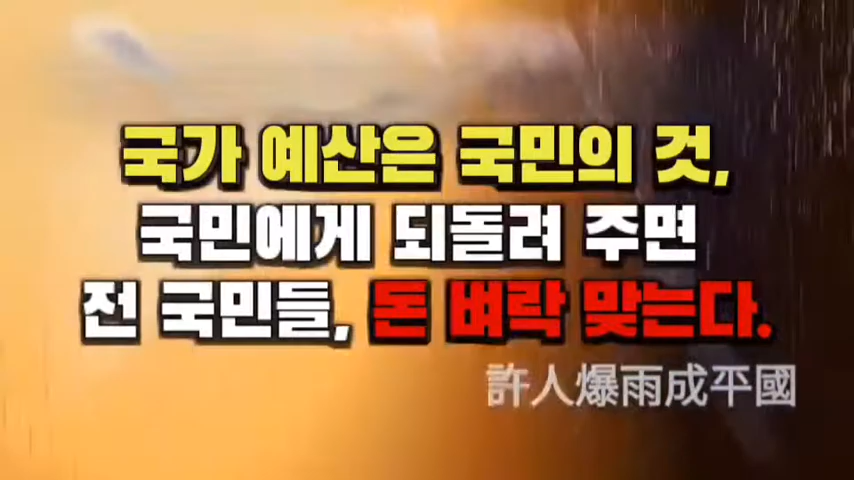 국가 예산은 국민의 것,
국민에게 되돌려 주면
전 국민들, 돈 벼락 맞는다.
許人爆雨成平國